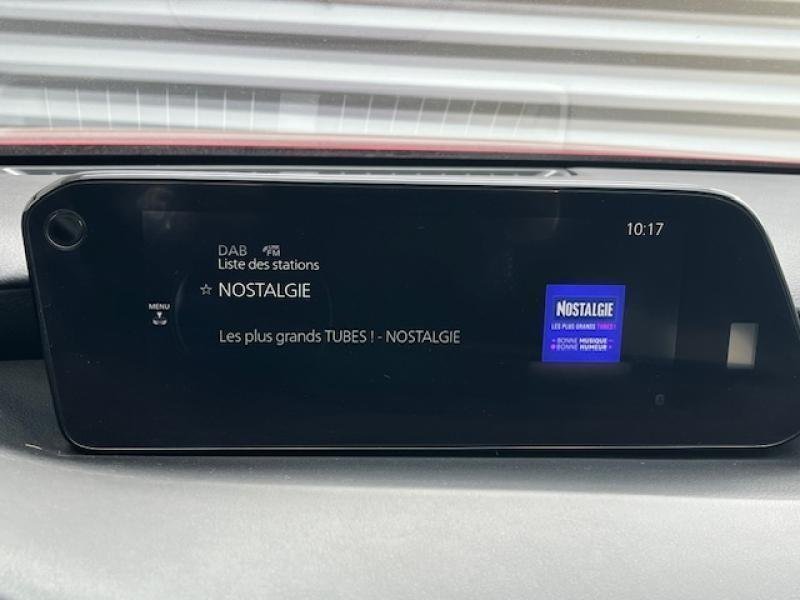 10:17
DAB LINK FM
Liste des stations
☆ NOSTALGIE
MENU
Les plus grands TUBES ! - NOSTALGIE
NOSTALGIE
LES PLUS GRANDS TUBES !
BONNE MUSIQUE
BONNE HUMEUR